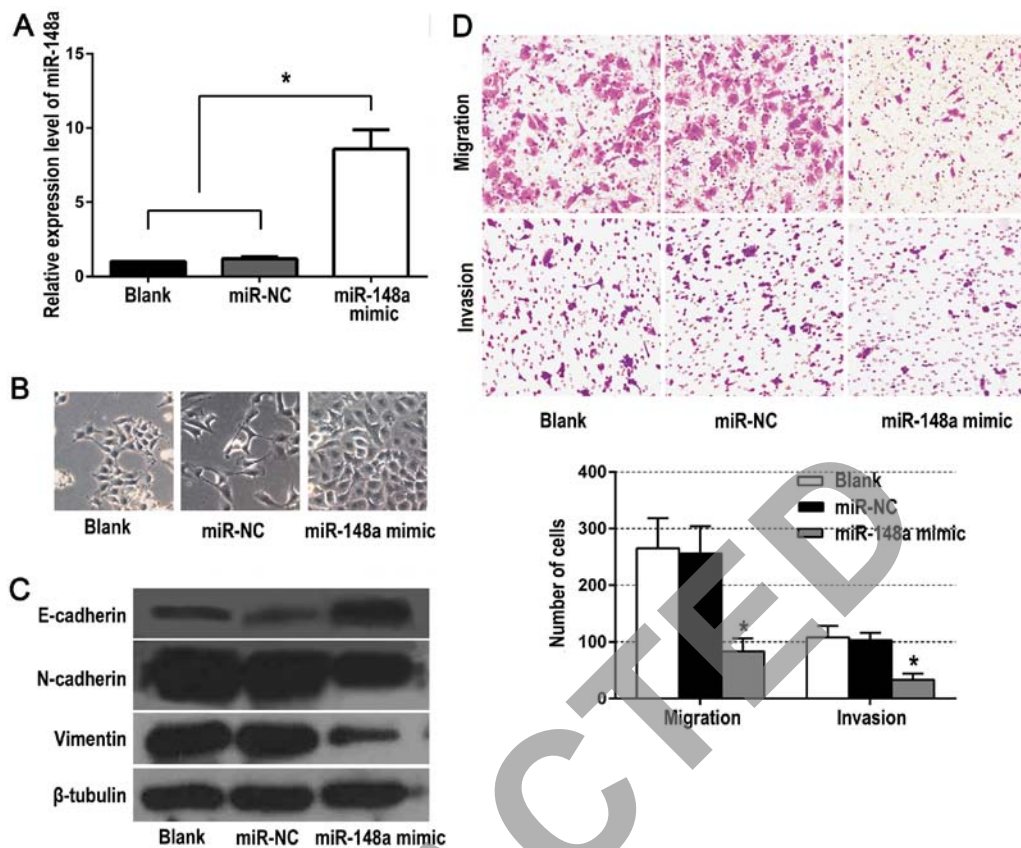 A
Relative expression level of miR-148a
15
10
5
0
*
Blank
miR-NC
miR-148a
mimic
B
Blank
miR-NC
miR-148a mimic
C
E-cadherin
N-cadherin
Vimentin
β-tubulin
Blank
miR-NC
miR-148a mimic
D
Migration
Invasion
Blank
miR-NC
miR-148a mimic
Number of cells
400
300
200
100
0
Blank
miR-NC
miR-148a mimic
*
*
Migration
Invasion
CTED